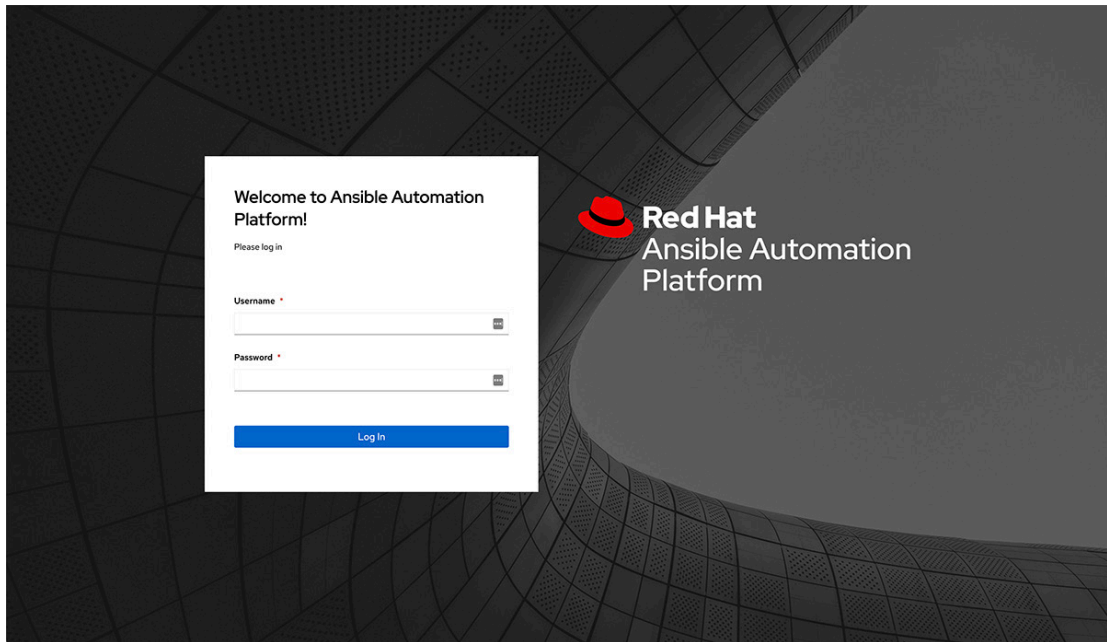 Welcome to Ansible Automation
Platform!
Please log in
Username *
Password *
Log In
Red Hat
Ansible Automation
Platform